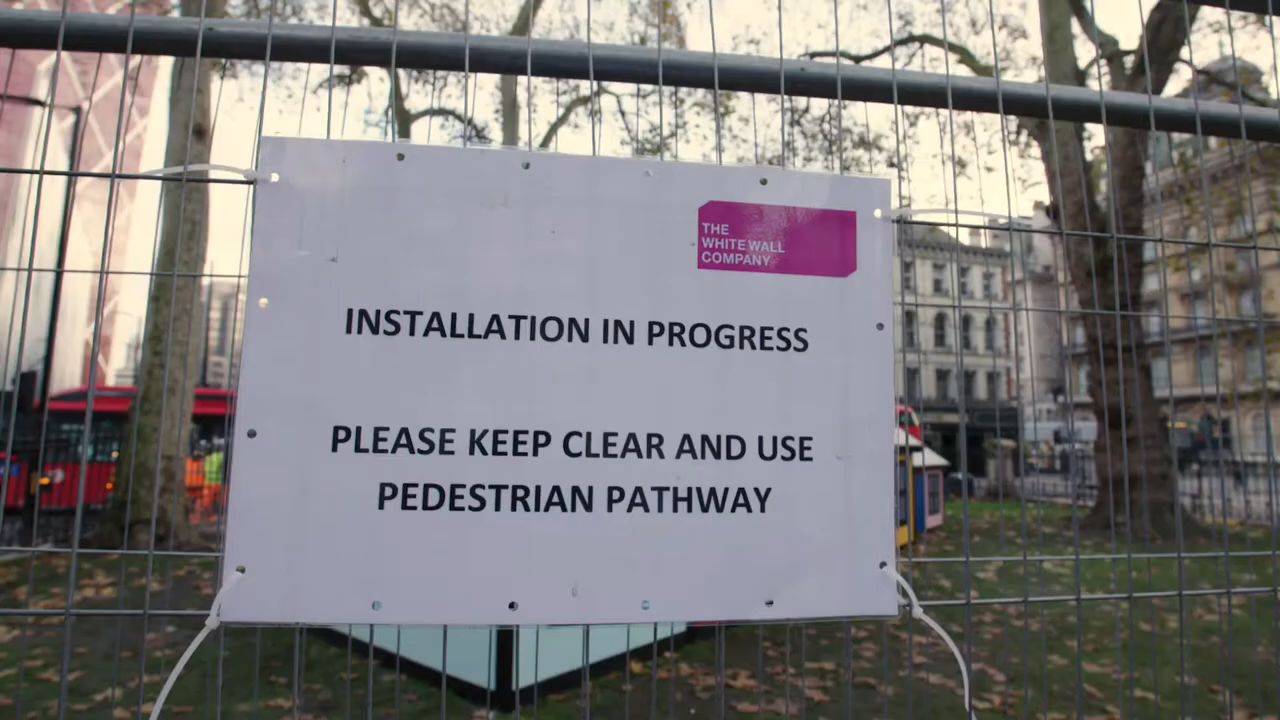 THE
WHITE WALL
COMPANY
INSTALLATION IN PROGRESS
PLEASE KEEP CLEAR AND USE
PEDESTRIAN PATHWAY